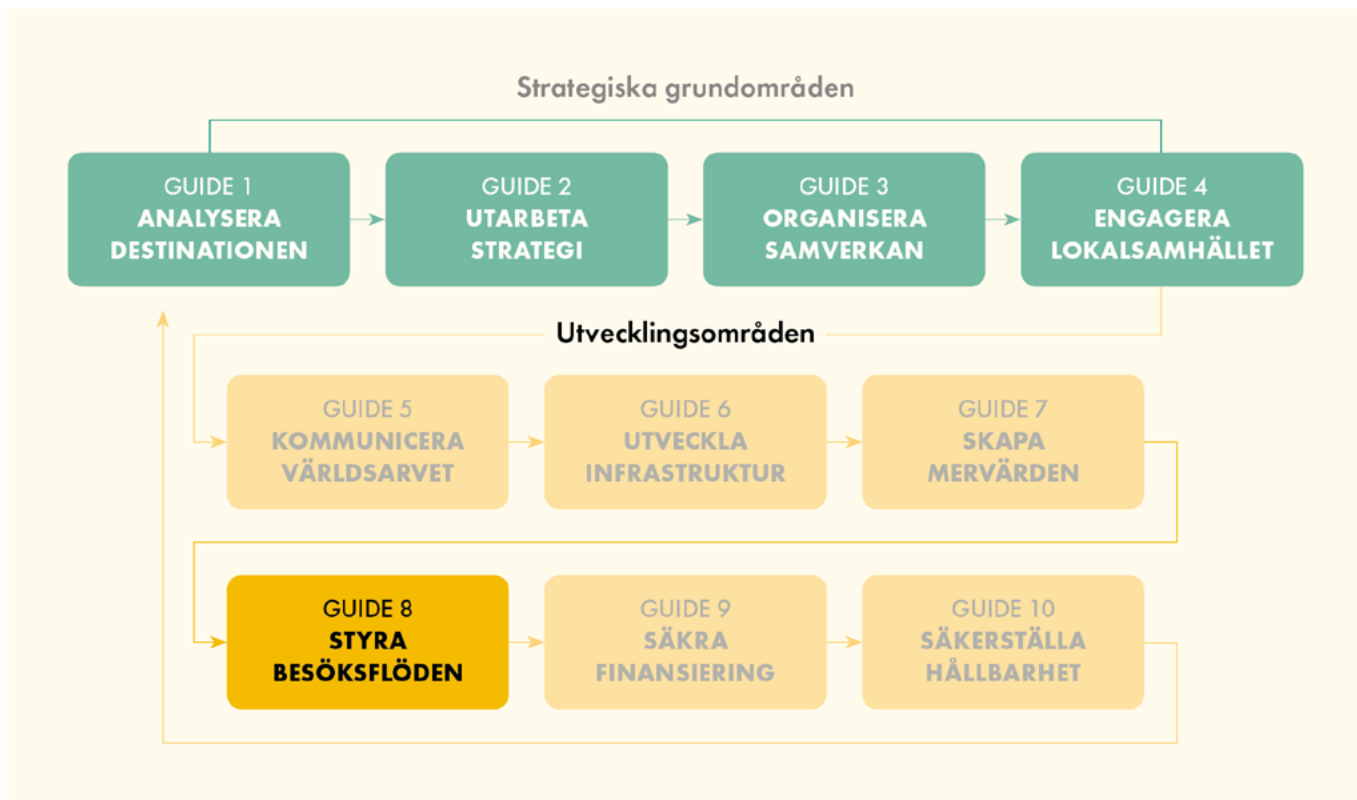 Strategiska grundområden
GUIDE 1
ANALYSERA
DESTINATIONEN
GUIDE 2
UTARBETA
STRATEGI
GUIDE 3
ORGANISERA
SAMVERKAN
GUIDE 4
ENGAGERA
LOKALSAMHÄLLET
Utvecklingsområden
GUIDE 5
KOMMUNICERA
VÄRLDSARVET
GUIDE 6
UTVECKLA
INFRASTRUKTUR
GUIDE 7
SKAPA
MERVÄRDEN
GUIDE 8
STYRA
BESÖKSFLÖDEN
GUIDE 9
SÄKRA
FINANSIERING
GUIDE 10
SÄKERSTÄLLA
HÅLLBARHET